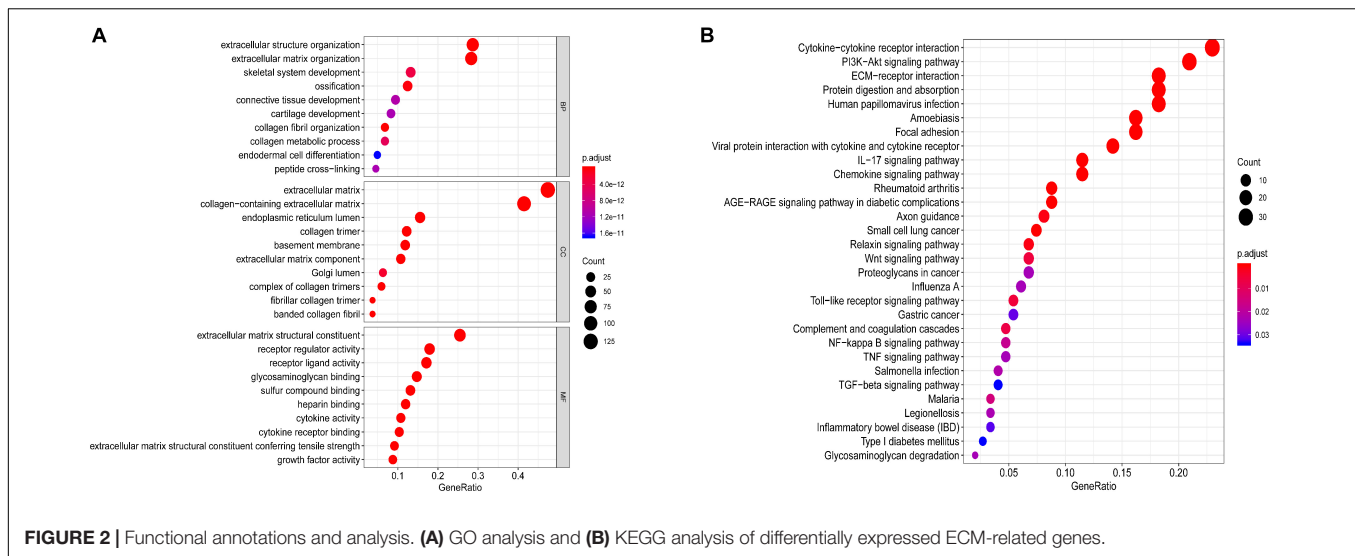 A
extracellular structure organization
extracellular matrix organization
skeletal system development
ossification
connective tissue development
cartilage development
collagen fibril organization
collagen metabolic process
endodermal cell differentiation
peptide cross−linking
BP
extracellular matrix
collagen−containing extracellular matrix
endoplasmic reticulum lumen
collagen trimer
basement membrane
extracellular matrix component
Golgi lumen
complex of collagen trimers
fibrillar collagen trimer
banded collagen fibril
CC
extracellular matrix structural constituent
receptor regulator activity
receptor ligand activity
glycosaminoglycan binding
sulfur compound binding
heparin binding
cytokine activity
cytokine receptor binding
extracellular matrix structural constituent conferring tensile strength
growth factor activity
MF
0.1 0.2 0.3 0.4
GeneRatio
p.adjust
4.0e−12
8.0e−12
1.2e−11
1.6e−11
Count
25
50
75
100
125
B
Cytokine−cytokine receptor interaction
PI3K−Akt signaling pathway
ECM−receptor interaction
Protein digestion and absorption
Human papillomavirus infection
Amoebiasis
Focal adhesion
Viral protein interaction with cytokine and cytokine receptor
IL−17 signaling pathway
Chemokine signaling pathway
Rheumatoid arthritis
AGE−RAGE signaling pathway in diabetic complications
Axon guidance
Small cell lung cancer
Relaxin signaling pathway
Wnt signaling pathway
Proteoglycans in cancer
Influenza A
Toll−like receptor signaling pathway
Gastric cancer
Complement and coagulation cascades
NF−kappa B signaling pathway
TNF signaling pathway
Salmonella infection
TGF−beta signaling pathway
Malaria
Legionellosis
Inflammatory bowel disease (IBD)
Type I diabetes mellitus
Glycosaminoglycan degradation
0.05 0.10 0.15 0.20
GeneRatio
Count
10
20
30
p.adjust
0.01
0.02
0.03
FIGURE 2 | Functional annotations and analysis. (A) GO analysis and (B) KEGG analysis of differentially expressed ECM-related genes.